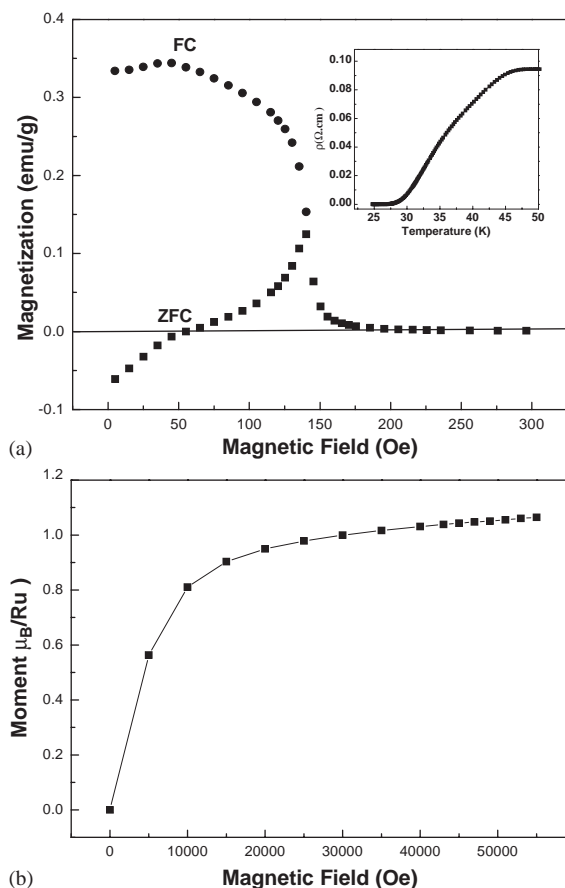 0.4
0.3
0.2
0.1
0.0
-0.1
Magnetization (emu/g)
FC
ZFC
0.10
0.08
0.06
0.04
0.02
0.00
ρ(Ω.cm)
25 30 35 40 45 50
Temperature (K)
0 50 100 150 200 250 300
(a) Magnetic Field (Oe)
1.2
1.0
0.8
0.6
0.4
0.2
0.0
Moment μB/Ru )
0 10000 20000 30000 40000 50000
(b) Magnetic Field (Oe)